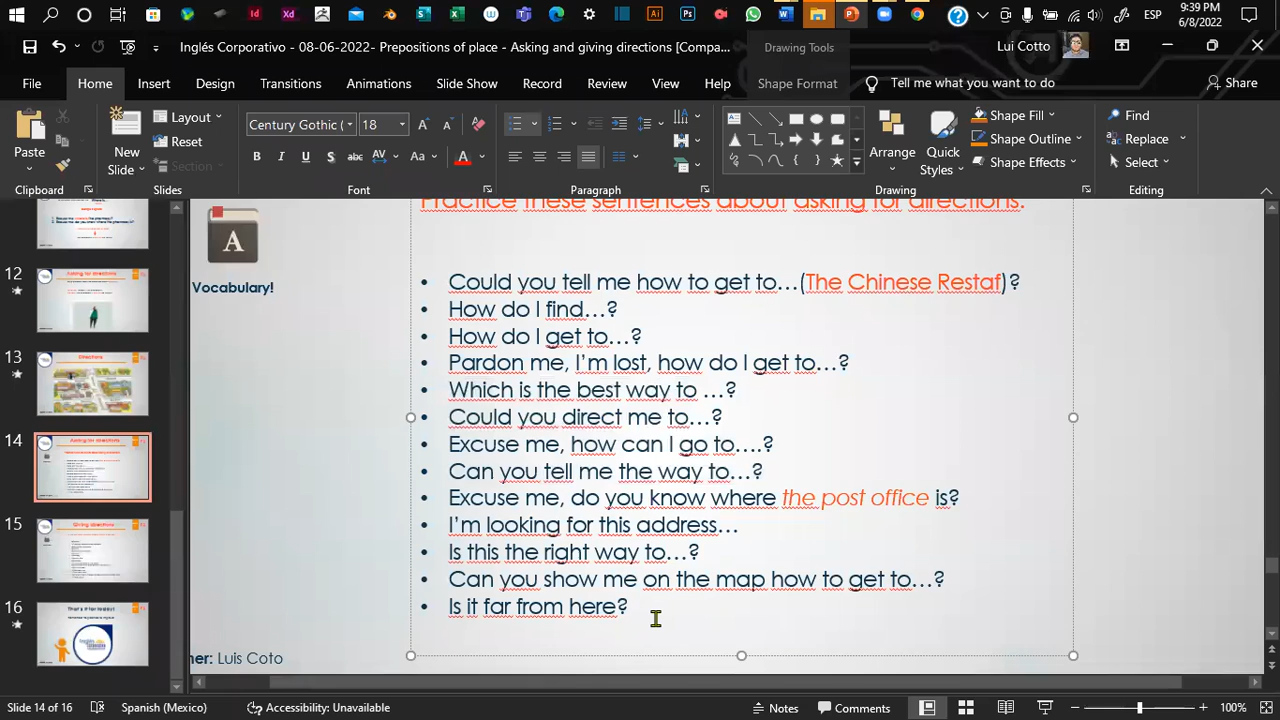 ESP
9:39 PM
6/8/2022
Inglés Corporativo - 08-06-2022- Prepositions of place - Asking and giving directions [Compa...
Drawing Tools
Lui Cotto
File
Home
Insert
Design
Transitions
Animations
Slide Show
Record
Review
View
Help
Shape Format
Tell me what you want to do
Share
Paste
New Slide
Layout
Reset
Section
Century Gothic (
18
Arrange
Quick Styles
Shape Fill
Shape Outline
Shape Effects
Find
Replace
Select
Clipboard
Slides
Font
Paragraph
Drawing
Editing
12
13
Directions
14
15
Giving directions
16
That's it for today!
A
Vocabulary!
Practice these sentences about asking for directions.
• Could you tell me how to get to…(The Chinese Restaf)?
• How do I find…?
• How do I get to…?
• Pardon me, I'm lost, how do I get to…?
• Which is the best way to …?
• Could you direct me to…?
• Excuse me, how can I go to….?
• Can you tell me the way to…?
• Excuse me, do you know where the post office is?
• I'm looking for this address…
• Is this the right way to…?
• Can you show me on the map how to get to…?
• Is it far from here?
ner: Luis Coto
Slide 14 of 16
Spanish (Mexico)
Accessibility: Unavailable
Notes
Comments
100%